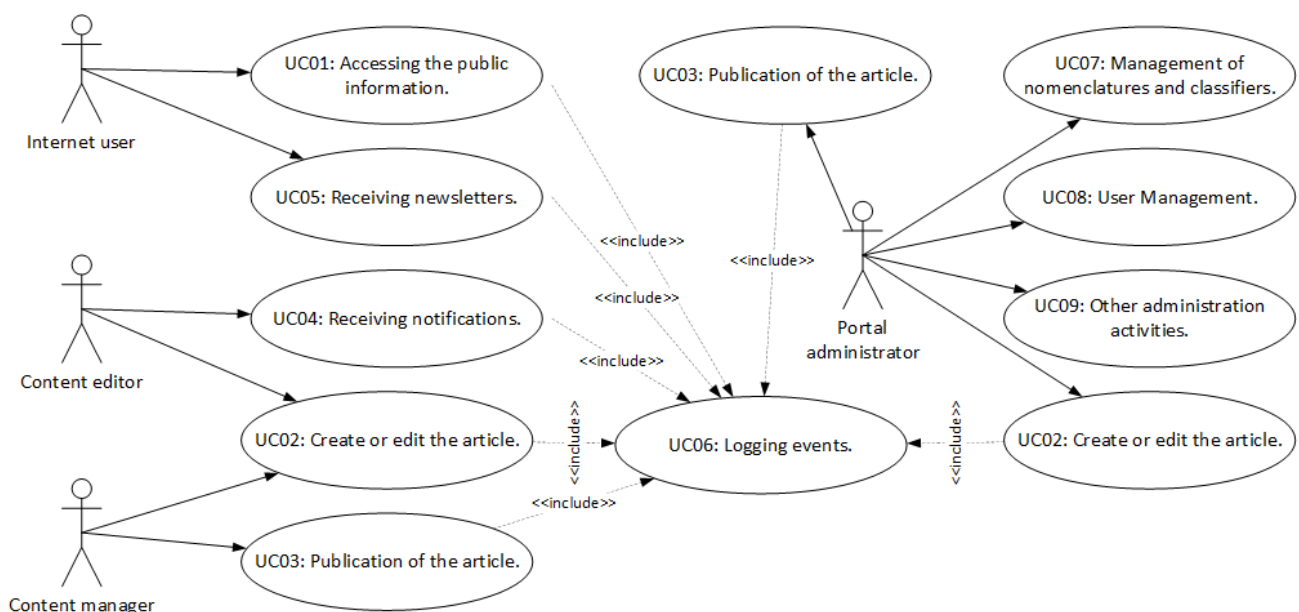 UC01: Accessing the public
information.
Internet user
UC05: Receiving newsletters.
UC03: Publication of the article.
UC07: Management of
nomenclatures and classifiers.
UC08: User Management.
<<include>>
<<include>>
<<include>>
Content editor
UC04: Receiving notifications.
<<include>>
Portal
administrator
UC09: Other administration
activities.
UC02: Create or edit the article.
<<include>>
UC06: Logging events.
<<include>>
UC02: Create or edit the article.
<<include>>
Content manager
UC03: Publication of the article.